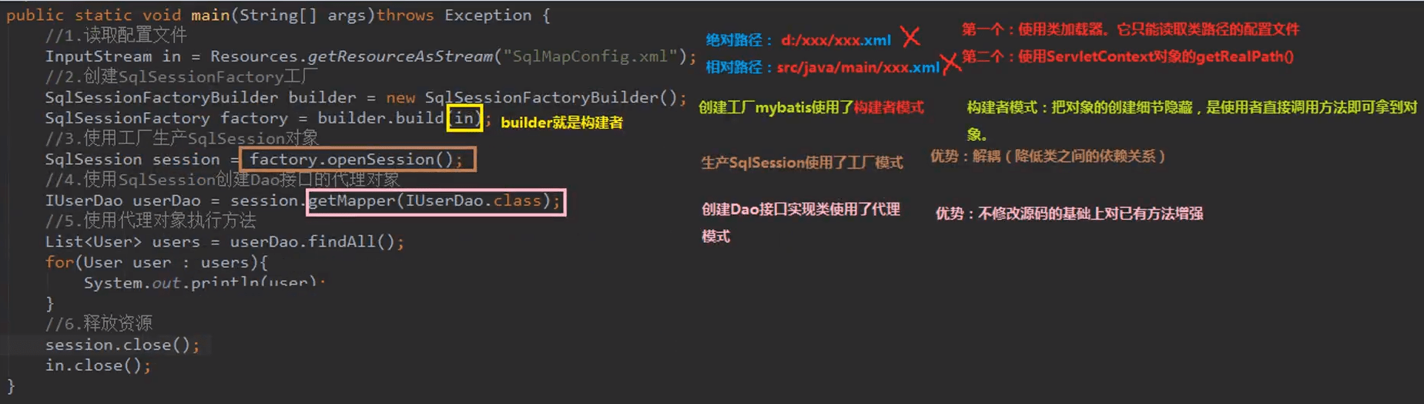 public static void main(String[] args)throws Exception {
//1.读取配置文件
InputStream in = Resources.getResourceAsStream("SqlMapConfig.xml");
//2.创建SqlSessionFactory工厂
SqlSessionFactoryBuilder builder = new SqlSessionFactoryBuilder();
SqlSessionFactory factory = builder.build(in);
builder就是构建者
//3.使用工厂生产SqlSession对象
SqlSession session = factory.openSession();
//4.使用SqlSession创建Dao接口的代理对象
IUserDao userDao = session.getMapper(IUserDao.class);
//5.使用代理对象执行方法
List<User> users = userDao.findAll();
for(User user : users){
System.out.println(user);
}
//6.释放资源
session.close();
in.close();
}
绝对路径： d:/xxx/xxx.xml
相对路径：src/java/main/xxx.xml
第一个：使用类加载器。它只能读取类路径的配置文件
第二个：使用ServletContext对象的getRealPath()
创建工厂mybatis使用了构建者模式
构建者模式：把对象的创建细节隐藏，是使用者直接调用方法即可拿到对
象。
生产SqlSession使用了工厂模式
优势：解耦（降低类之间的依赖关系）
创建Dao接口实现类使用了代理
模式
优势：不修改源码的基础上对已有方法增强